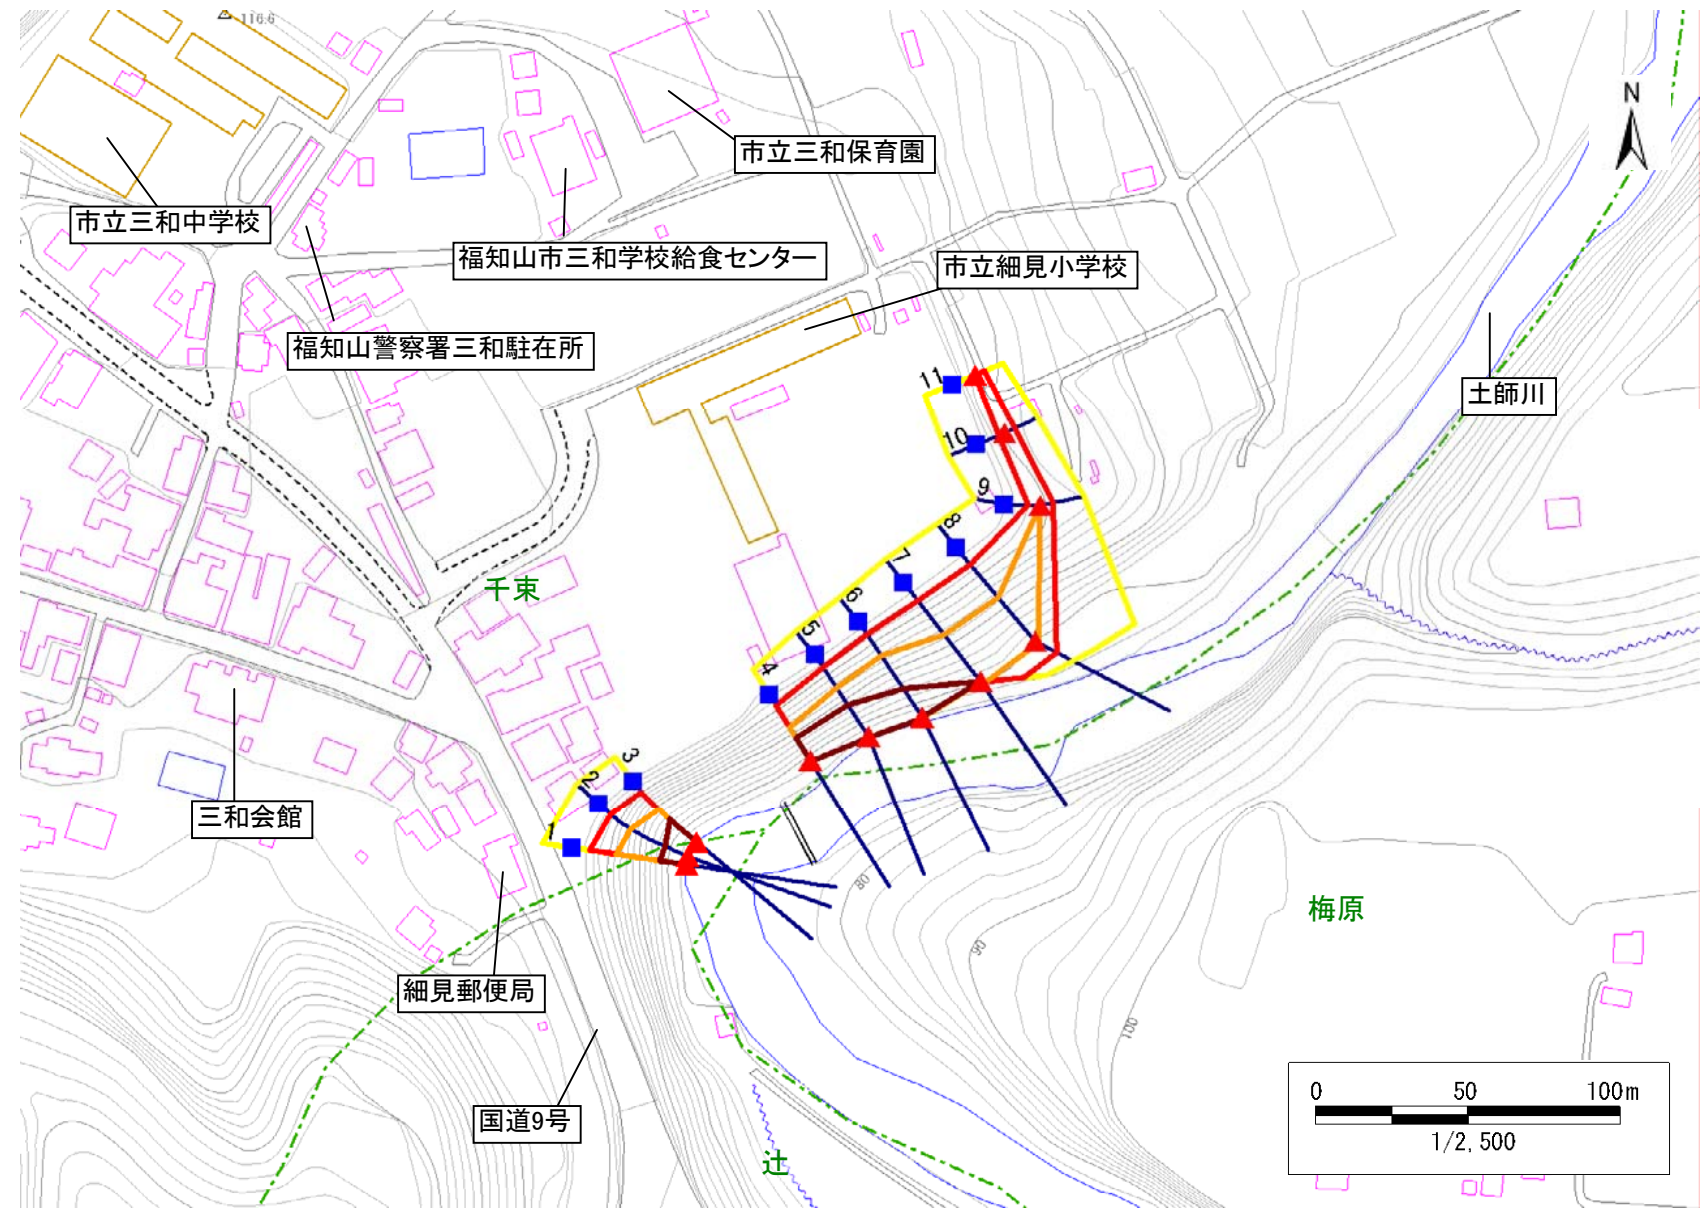 116.6
N
市立三和保育園
市立三和中学校
福知山市三和学校給食センター
市立細見小学校
福知山警察署三和駐在所
土師川
11
10
9
8
7
6
5
4
3
2
1
千束
三和会館
80
90
100
梅原
細見郵便局
国道9号
辻
0 50 100m
1/2,500